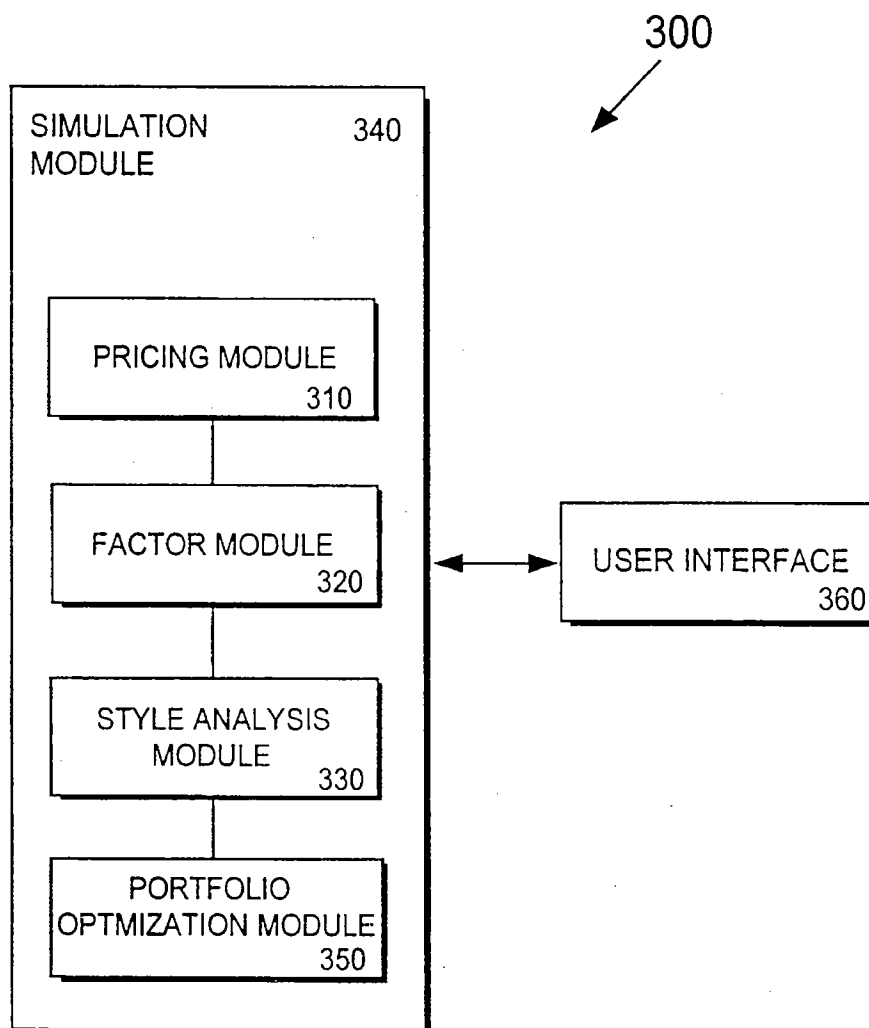 300
SIMULATION 340
MODULE
PRICING MODULE
310
FACTOR MODULE
320
STYLE ANALYSIS
MODULE
330
PORTFOLIO
OPTMIZATION MODULE
350
USER INTERFACE
360